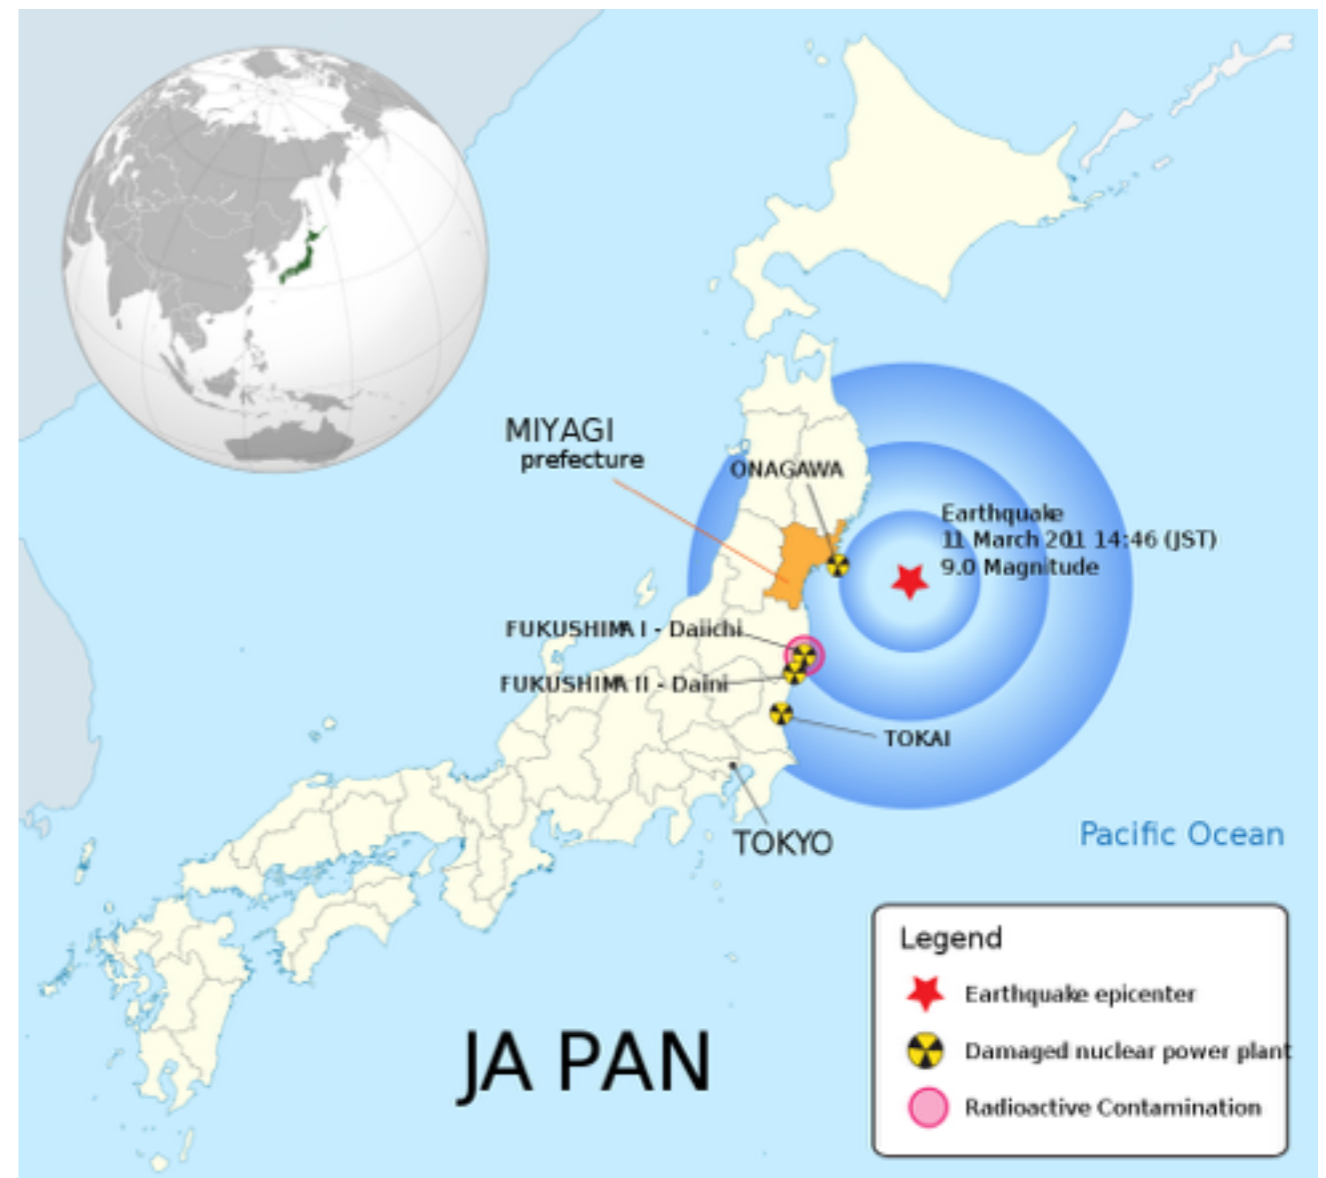 MIYAGI
prefecture
ONAGAWA
Earthquake
11 March 2011 14:46 (JST)
9.0 Magnitude
FUKUSHIMA I - Daiichi
FUKUSHIMA II - Daini
TOKAI
TOKYO
Pacific Ocean
JA PAN
Legend
Earthquake epicenter
Damaged nuclear power plant
Radioactive Contamination